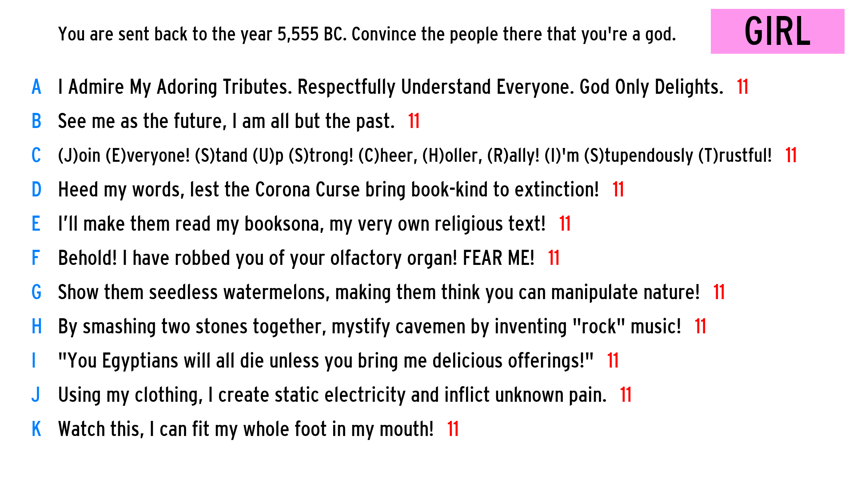 You are sent back to the year 5,555 BC. Convince the people there that you're a god.
GIRL
A I Admire My Adoring Tributes. Respectfully Understand Everyone. God Only Delights. 11
B See me as the future, I am all but the past. 11
C (J)oin (E)veryone! (S)tand (U)p (S)trong! (C)heer, (H)oller, (R)ally! (I)'m (S)tupendously (T)rustful! 11
D Heed my words, lest the Corona Curse bring book-kind to extinction! 11
E I’ll make them read my booksona, my very own religious text! 11
F Behold! I have robbed you of your olfactory organ! FEAR ME! 11
G Show them seedless watermelons, making them think you can manipulate nature! 11
H By smashing two stones together, mystify cavemen by inventing "rock" music! 11
I "You Egyptians will all die unless you bring me delicious offerings!" 11
J Using my clothing, I create static electricity and inflict unknown pain. 11
K Watch this, I can fit my whole foot in my mouth! 11